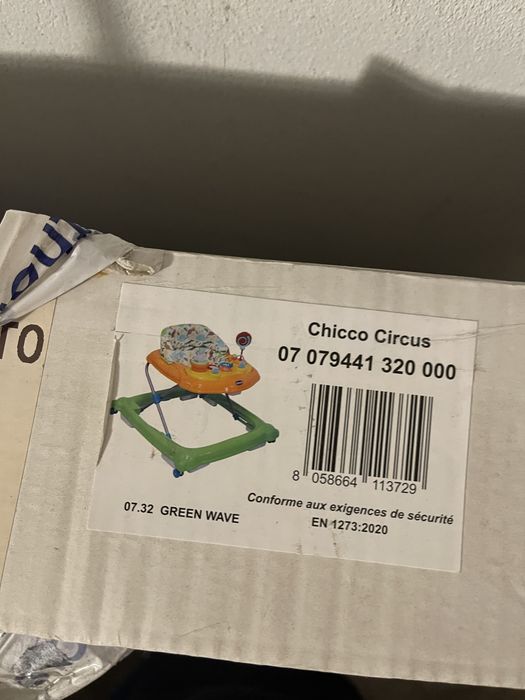 TO
Chicco Circus
07 079441 320 000
8 058664 113729
07.32 GREEN WAVE
Conforme aux exigences de sécurité
EN 1273:2020